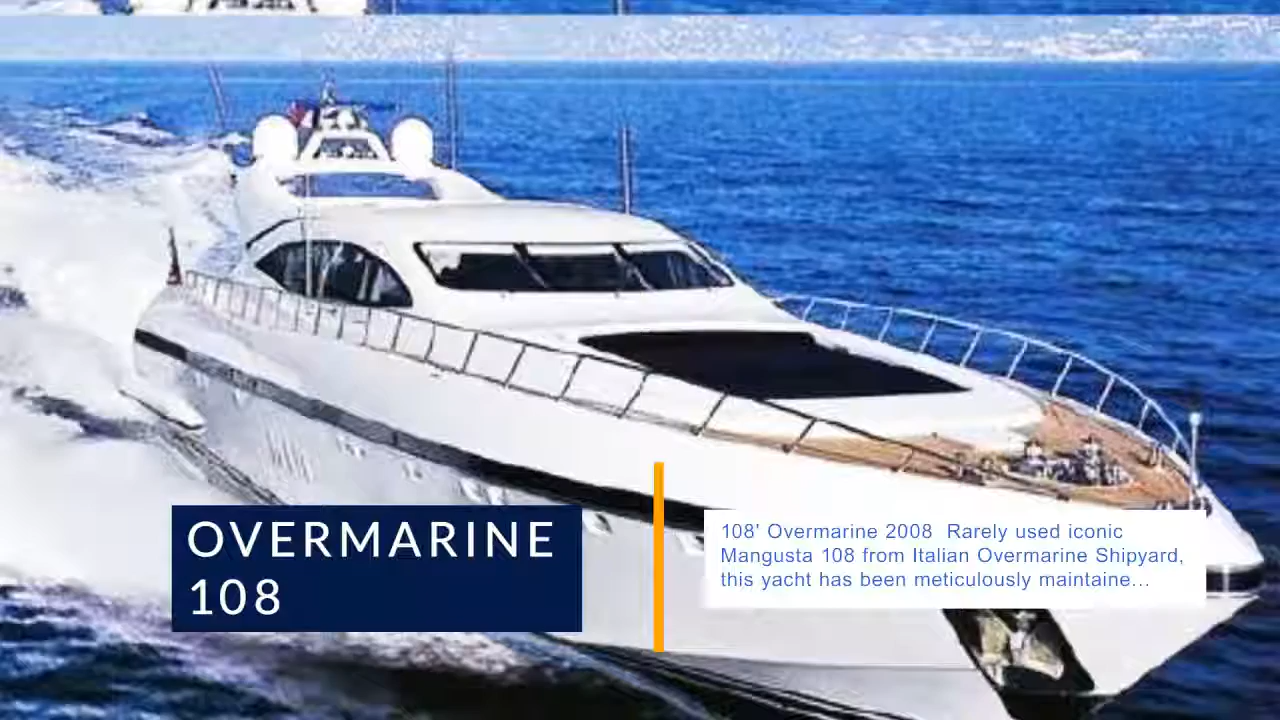 OVERMARINE
108
108' Overmarine 2008  Rarely used iconic
Mangusta 108 from Italian Overmarine Shipyard,
this yacht has been meticulously maintaine...